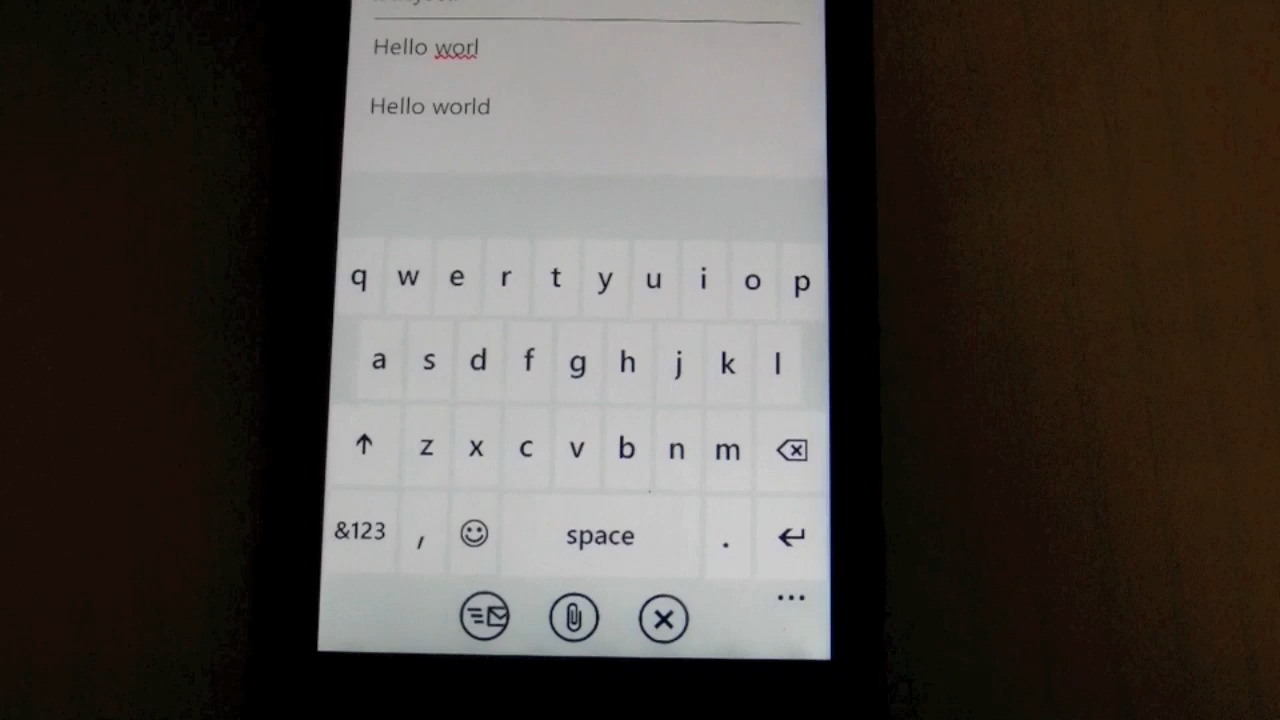 Hello worl
Hello world
q w e r t y u i o p
a s d f g h j k l
z x c v b n m
&123 , space .